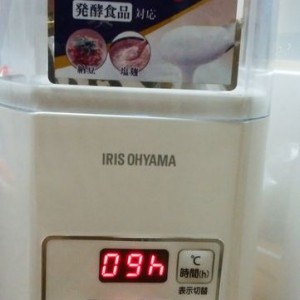 発酵食品 対応
納豆 塩麹
IRIS OHYAMA
09h
℃
時間(h)
表示切替